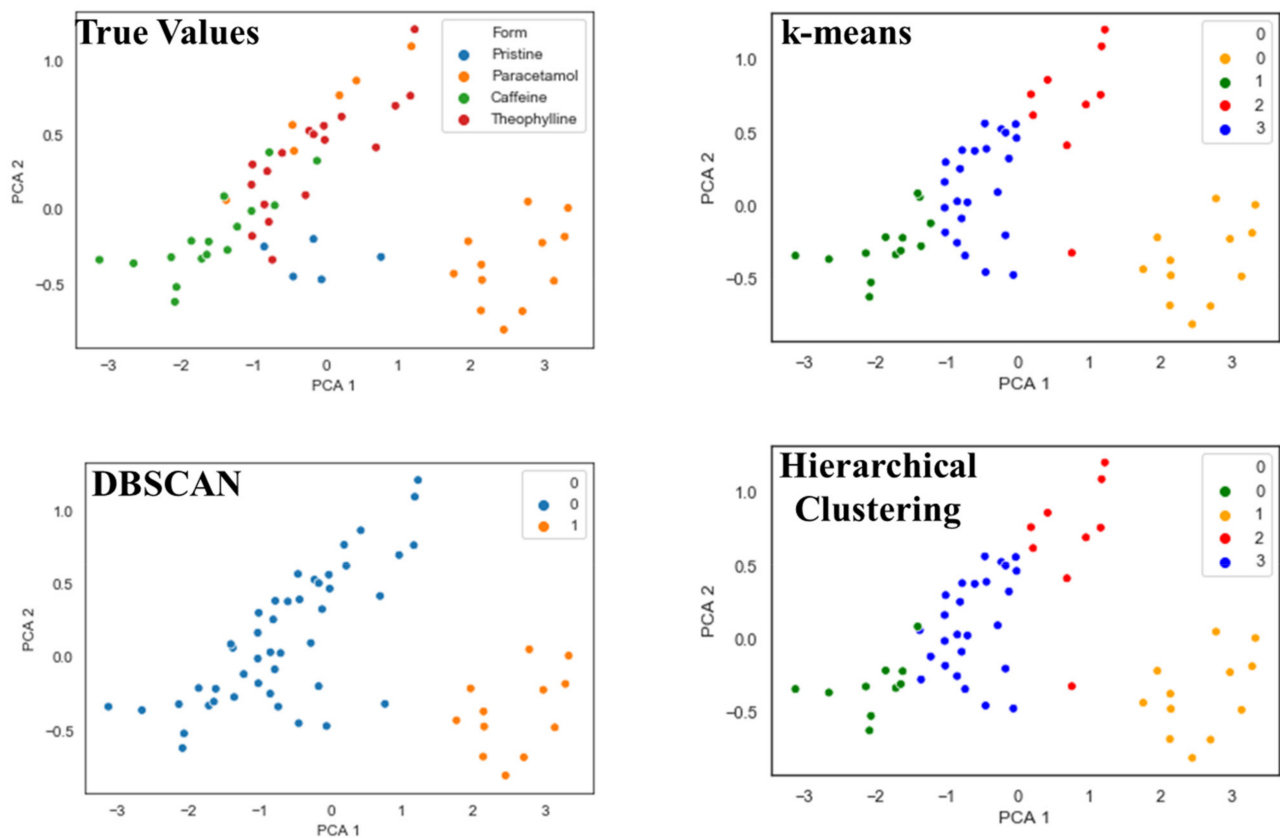 True Values
Form
Pristine
Paracetamol
Caffeine
Theophylline
1.0
0.5
0.0
−0.5
PCA 2
−3 −2 −1 0 1 2 3
PCA 1
k-means
0
0
1
2
3
1.0
0.5
0.0
−0.5
PCA 2
−3 −2 −1 0 1 2 3
PCA 1
DBSCAN
0
0
1
1.0
0.5
0.0
−0.5
PCA 2
−3 −2 −1 0 1 2 3
PCA 1
Hierarchical
Clustering
0
0
1
2
3
1.0
0.5
0.0
−0.5
PCA 2
−3 −2 −1 0 1 2 3
PCA 1